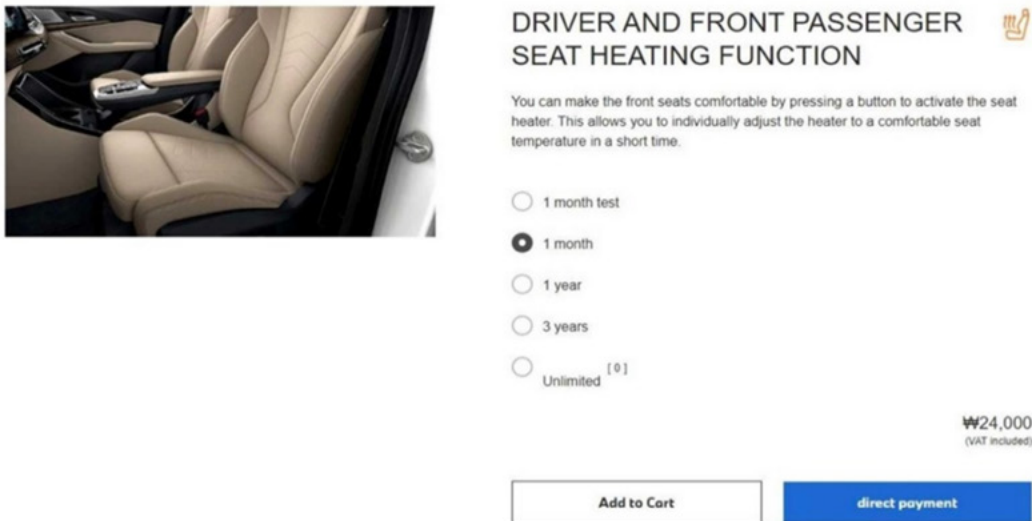 DRIVER AND FRONT PASSENGER
SEAT HEATING FUNCTION
You can make the front seats comfortable by pressing a button to activate the seat
heater. This allows you to individually adjust the heater to a comfortable seat
temperature in a short time.
1 month test
1 month
1 year
3 years
Unlimited [0]
₩24,000
(VAT included)
Add to Cart
direct payment